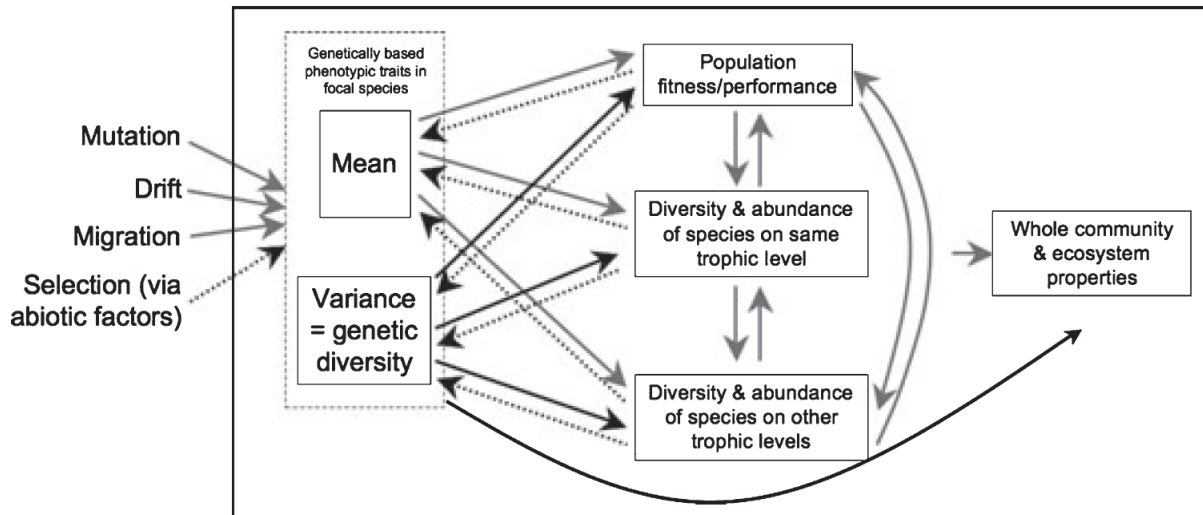 Genetically based
phenotypic traits in
focal species
Mean
Variance
= genetic
diversity
Mutation
Drift
Migration
Selection (via
abiotic factors)
Population
fitness/performance
Diversity & abundance
of species on same
trophic level
Diversity & abundance
of species on other
trophic levels
Whole community
& ecosystem
properties